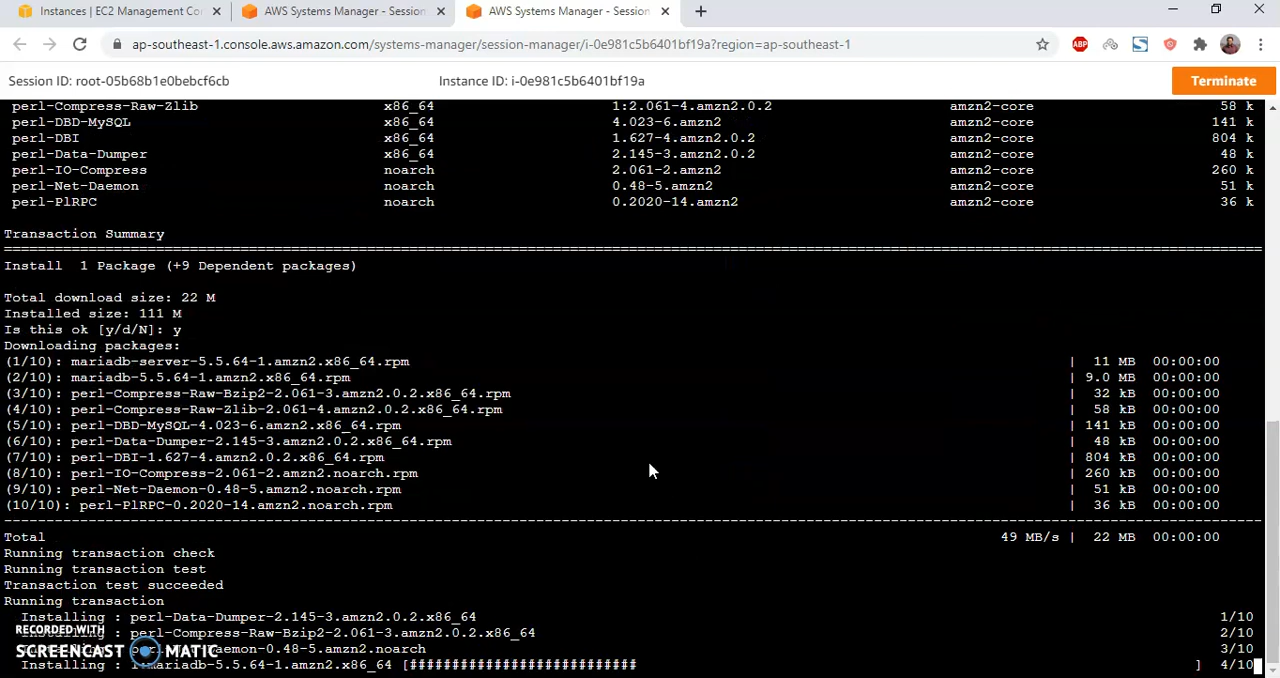 Instances | EC2 Management Co
AWS Systems Manager - Session
AWS Systems Manager - Session
ap-southeast-1.console.aws.amazon.com/systems-manager/session-manager/i-0e981c5b6401bf19a?region=ap-southeast-1
ABP
Session ID: root-05b68b1e0bebcf6cb Instance ID: i-0e981c5b6401bf19a Terminate
perl-Compress-Raw-Zlib x86_64 1:2.061-4.amzn2.0.2 amzn2-core 58 k
perl-DBD-MySQL x86_64 4.023-6.amzn2 amzn2-core 141 k
perl-DBI x86_64 1.627-4.amzn2.0.2 amzn2-core 804 k
perl-Data-Dumper x86_64 2.145-3.amzn2.0.2 amzn2-core 48 k
perl-IO-Compress noarch 2.061-2.amzn2 amzn2-core 260 k
perl-Net-Daemon noarch 0.48-5.amzn2 amzn2-core 51 k
perl-PlRPC noarch 0.2020-14.amzn2 amzn2-core 36 k
Transaction Summary
Install 1 Package (+9 Dependent packages)
Total download size: 22 M
Installed size: 111 M
Is this ok [y/d/N]: y
Downloading packages:
(1/10): mariadb-server-5.5.64-1.amzn2.x86_64.rpm | 11 MB 00:00:00
(2/10): mariadb-5.5.64-1.amzn2.x86_64.rpm | 9.0 MB 00:00:00
(3/10): perl-Compress-Raw-Bzip2-2.061-3.amzn2.0.2.x86_64.rpm | 32 kB 00:00:00
(4/10): perl-Compress-Raw-Zlib-2.061-4.amzn2.0.2.x86_64.rpm | 58 kB 00:00:00
(5/10): perl-DBD-MySQL-4.023-6.amzn2.x86_64.rpm | 141 kB 00:00:00
(6/10): perl-Data-Dumper-2.145-3.amzn2.0.2.x86_64.rpm | 48 kB 00:00:00
(7/10): perl-DBI-1.627-4.amzn2.0.2.x86_64.rpm | 804 kB 00:00:00
(8/10): perl-IO-Compress-2.061-2.amzn2.noarch.rpm | 260 kB 00:00:00
(9/10): perl-Net-Daemon-0.48-5.amzn2.noarch.rpm | 51 kB 00:00:00
(10/10): perl-PlRPC-0.2020-14.amzn2.noarch.rpm | 36 kB 00:00:00
Total 49 MB/s | 22 MB 00:00:00
Running transaction check
Running transaction test
Transaction test succeeded
Running transaction
Installing : perl-Data-Dumper-2.145-3.amzn2.0.2.x86_64 1/10
: perl-Compress-Raw-Bzip2-2.061-3.amzn2.0.2.x86_64 2/10
RECORDED WITH
-Daemon-0.48-5.amzn2.noarch 3/10
SCREENCAST MATIC
Installing : 1:mariadb-5.5.64-1.amzn2.x86_64 [########################### ] 4/10